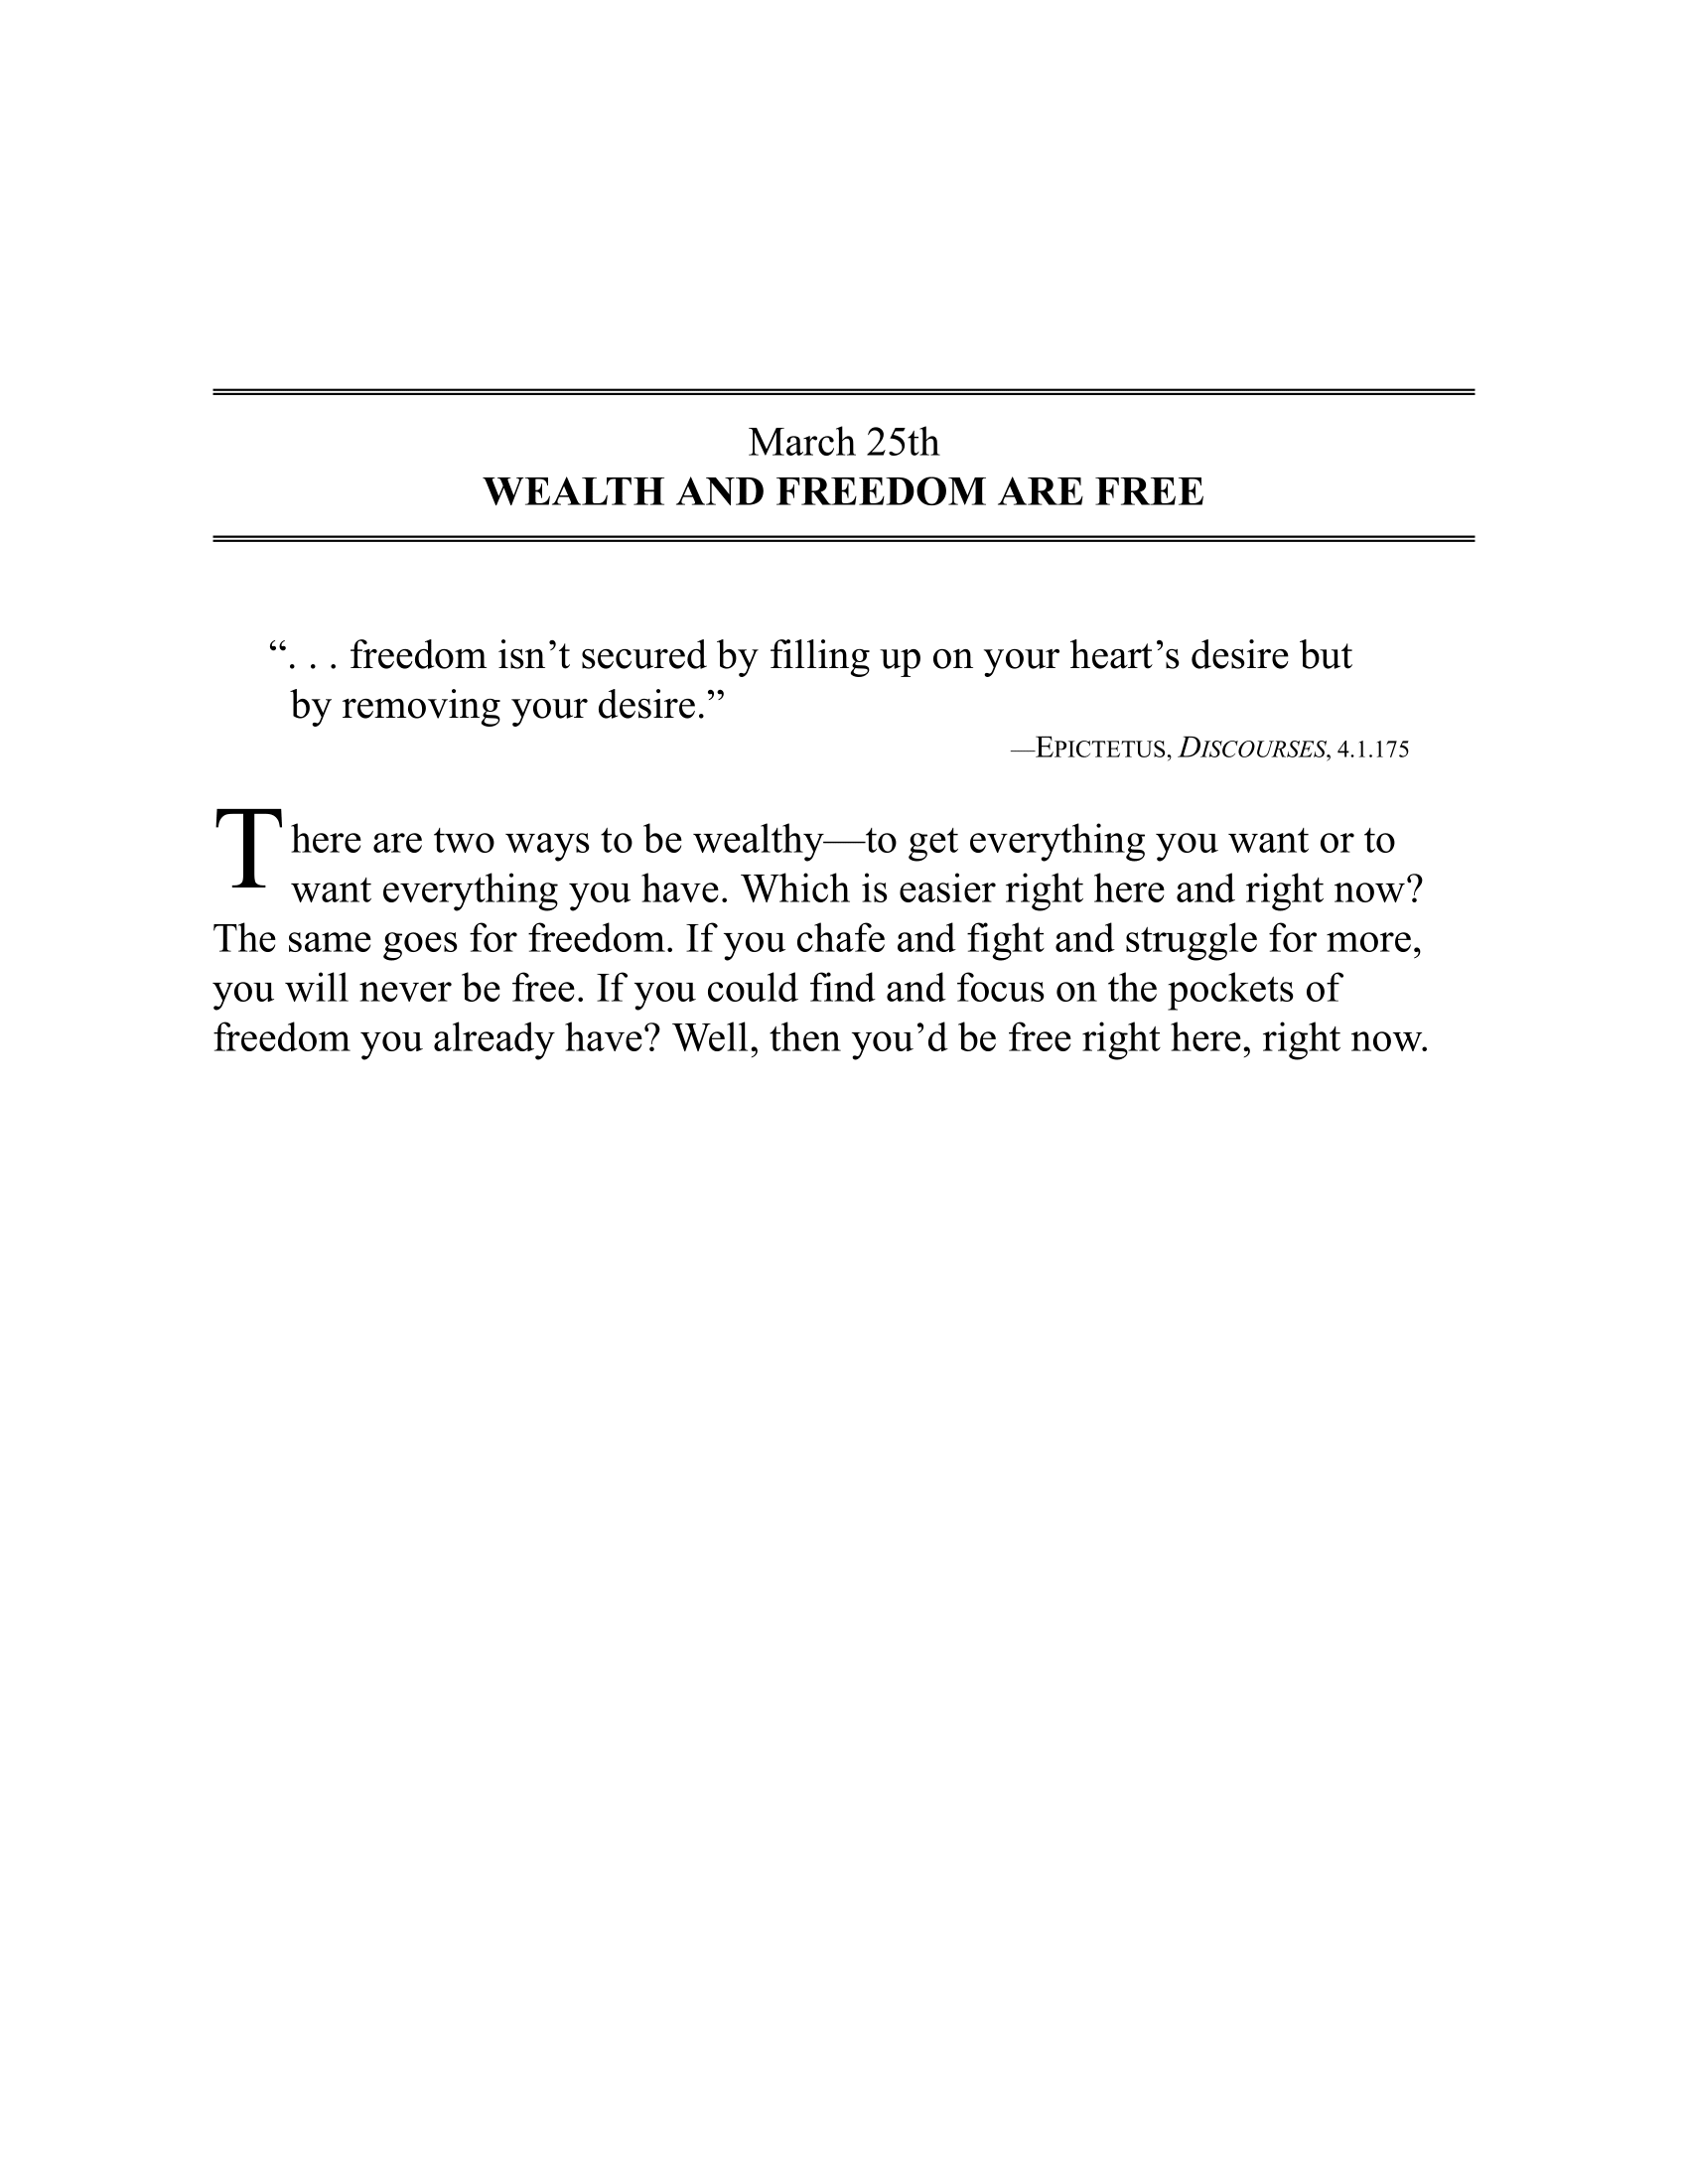 March 25th
WEALTH AND FREEDOM ARE FREE
“. . . freedom isn’t secured by filling up on your heart’s desire but
by removing your desire.”
—EPICTETUS, DISCOURSES, 4.1.175
There are two ways to be wealthy—to get everything you want or to
want everything you have. Which is easier right here and right now?
The same goes for freedom. If you chafe and fight and struggle for more,
you will never be free. If you could find and focus on the pockets of
freedom you already have? Well, then you’d be free right here, right now.